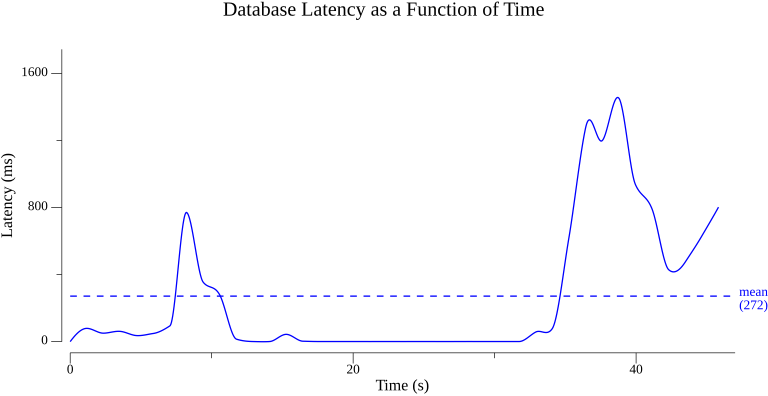 Database Latency as a Function of Time
1600
800
0
Latency (ms)
mean
(272)
0
20
40
Time (s)